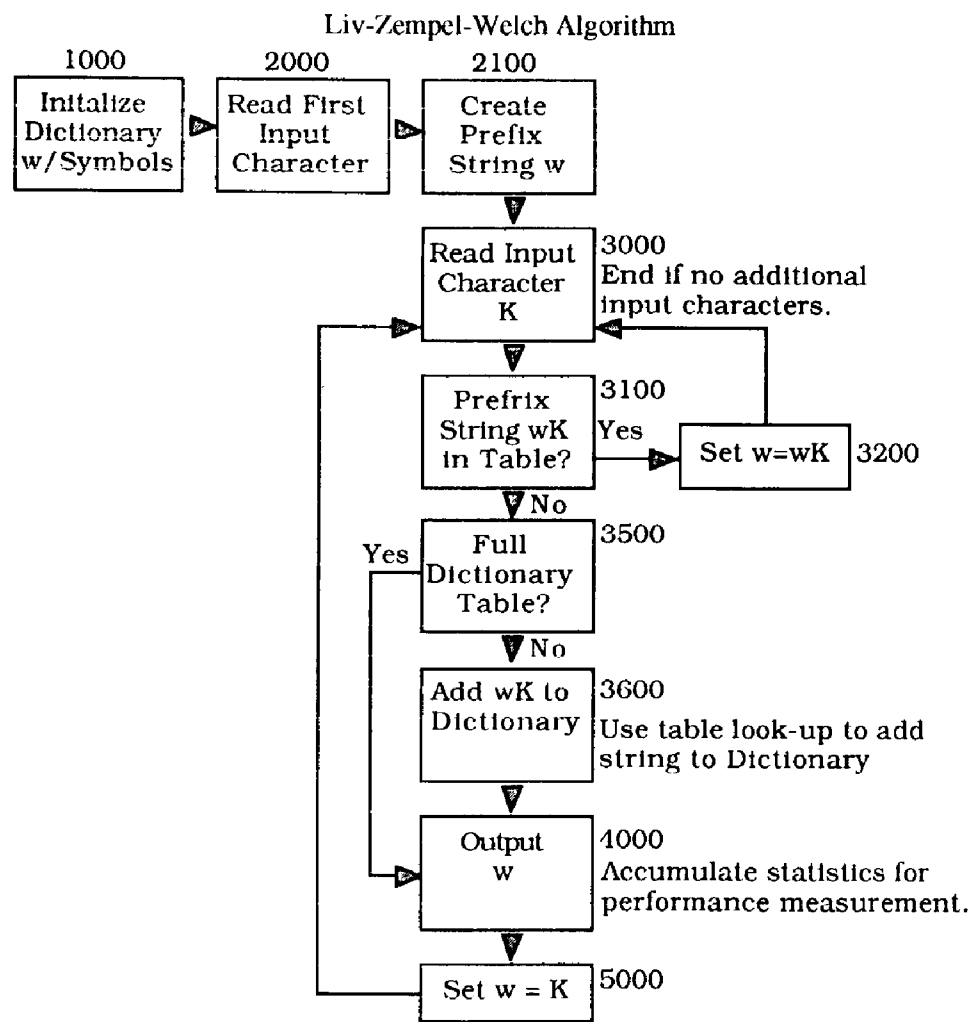 Liv-Zempel-Welch Algorithm
1000
2000
2100
Initalize
Dictionary
w/Symbols
Read First
Input
Character
Create
Prefix
String w
Read Input
Character
K
3000
End if no additional
input characters.
Prefrix
String wK
in Table?
3100
Yes
Set w=wK
3200
No
Full
Dictionary
Table?
3500
Yes
No
Add wK to
Dictionary
3600
Use table look-up to add
string to Dictionary
Output
w
4000
Accumulate statistics for
performance measurement.
Set w = K
5000